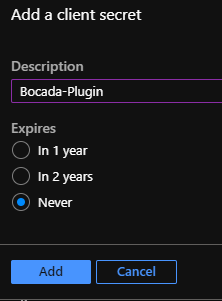 Add a client secret
Description
Bocada-Plugin
Expires
In 1 year
In 2 years
Never
Add Cancel